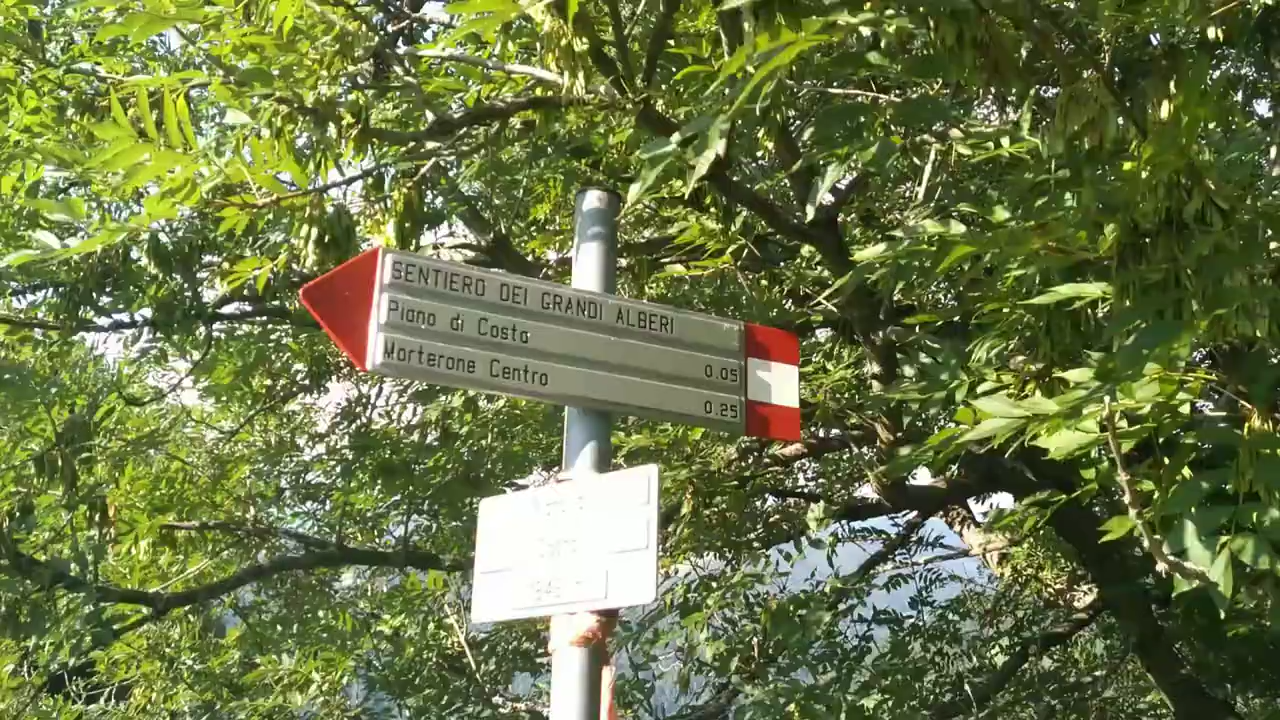 SENTIERO DEI GRANDI ALBERI
Piano di Costa 0.05
Morterone Centro 0.25